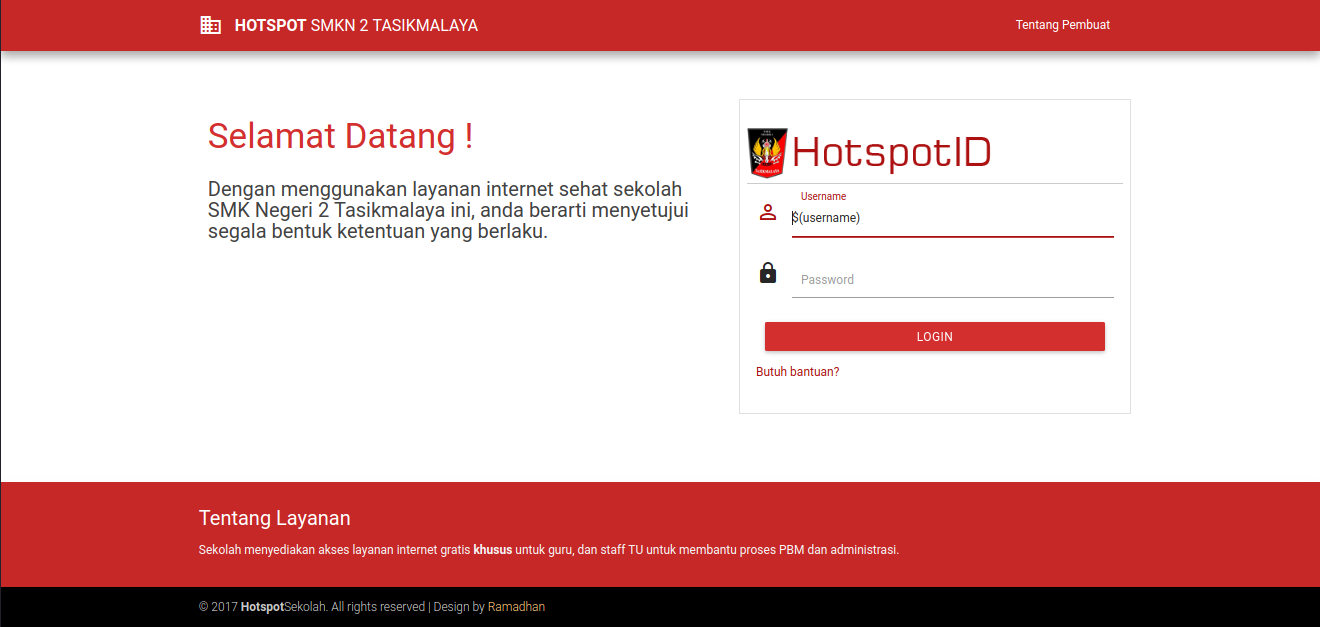 HOTSPOT SMKN 2 TASIKMALAYA
Tentang Pembuat
Selamat Datang !
Dengan menggunakan layanan internet sehat sekolah
SMK Negeri 2 Tasikmalaya ini, anda berarti menyetujui
segala bentuk ketentuan yang berlaku.
HotspotID
Username
$(username)
Password
LOGIN
Butuh bantuan?
Tentang Layanan
Sekolah menyediakan akses layanan internet gratis khusus untuk guru, dan staff TU untuk membantu proses PBM dan administrasi.
© 2017 HotspotSekolah. All rights reserved | Design by Ramadhan